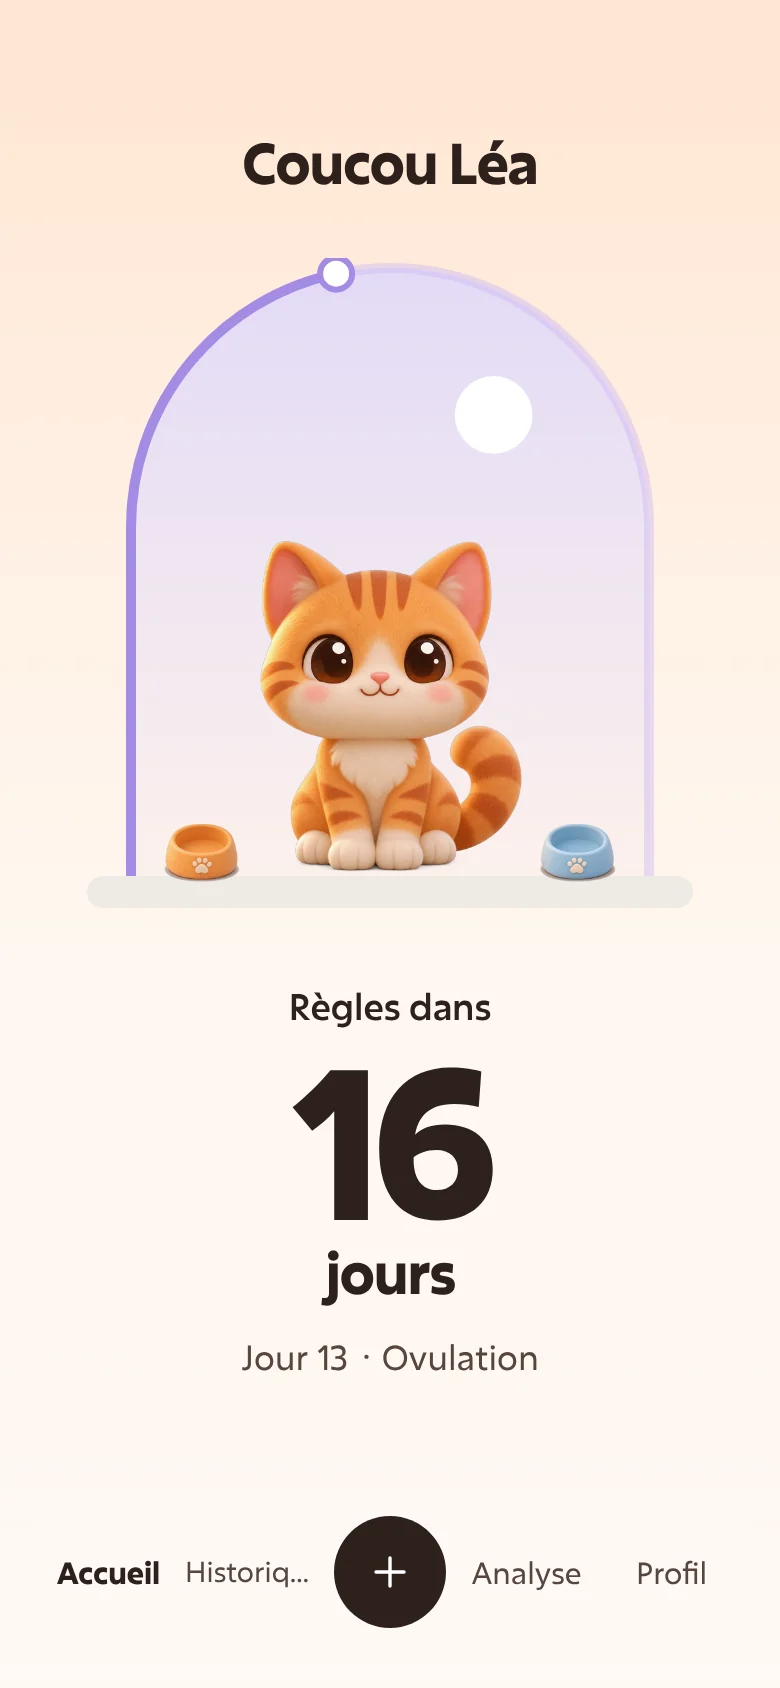 Coucou Léa
Règles dans
16
jours
Jour 13 · Ovulation
Accueil
Historiq...
Analyse
Profil